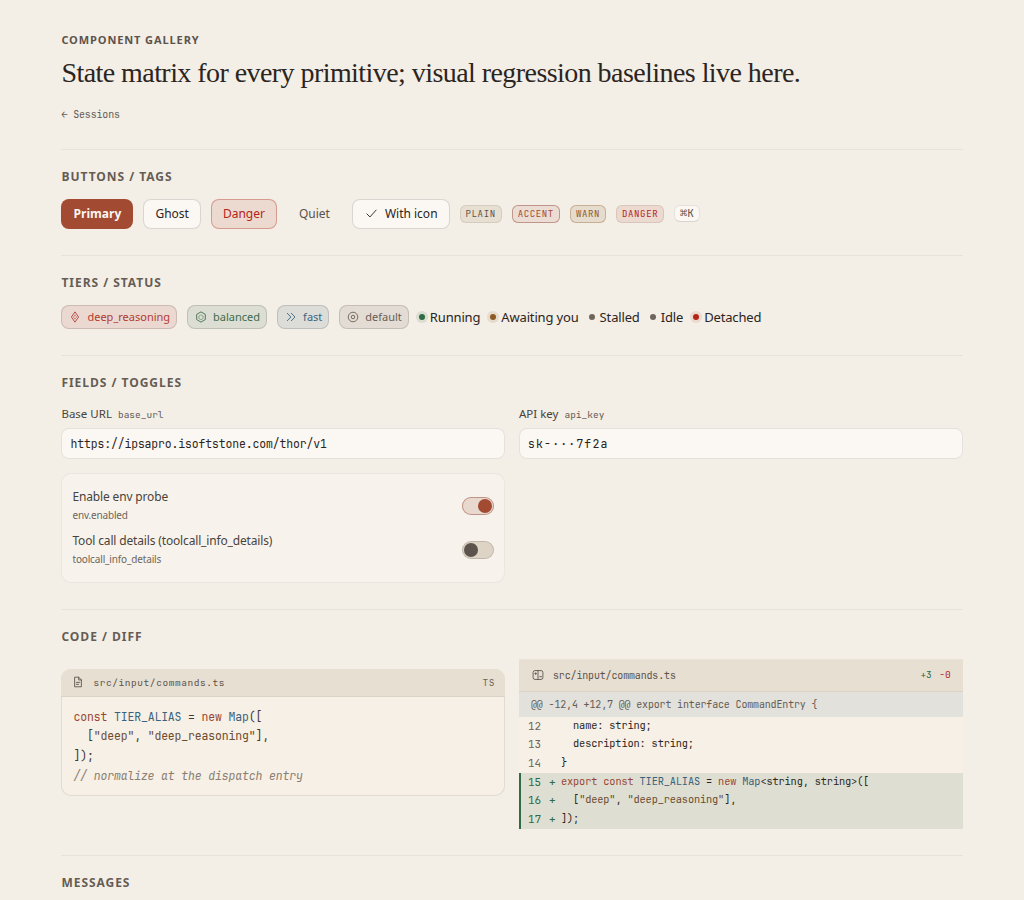 COMPONENT GALLERY
State matrix for every primitive; visual regression baselines live here.
← Sessions
BUTTONS / TAGS
Primary Ghost Danger Quiet With icon PLAIN ACCENT WARN DANGER ⌘K
TIERS / STATUS
deep_reasoning balanced fast default Running Awaiting you Stalled Idle Detached
FIELDS / TOGGLES
Base URL base_url
https://ipsapro.isoftstone.com/thor/v1
API key api_key
sk-···7f2a
Enable env probe
env.enabled
Tool call details (toolcall_info_details)
toolcall_info_details
CODE / DIFF
src/input/commands.ts TS
const TIER_ALIAS = new Map([
["deep", "deep_reasoning"],
]);
// normalize at the dispatch entry
src/input/commands.ts +3 -0
@@ -12,4 +12,7 @@ export interface CommandEntry {
12 name: string;
13 description: string;
14 }
15 + export const TIER_ALIAS = new Map<string, string>([
16 + ["deep", "deep_reasoning"],
17 + ]);
MESSAGES